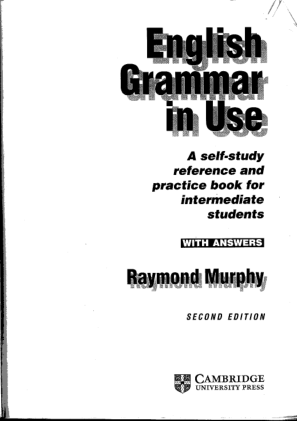 English
Grammar
in Use
A self-study
reference and
practice book for
intermediate
students
WITH ANSWERS
Raymond Murphy
SECOND EDITION
CAMBRIDGE
UNIVERSITY PRESS